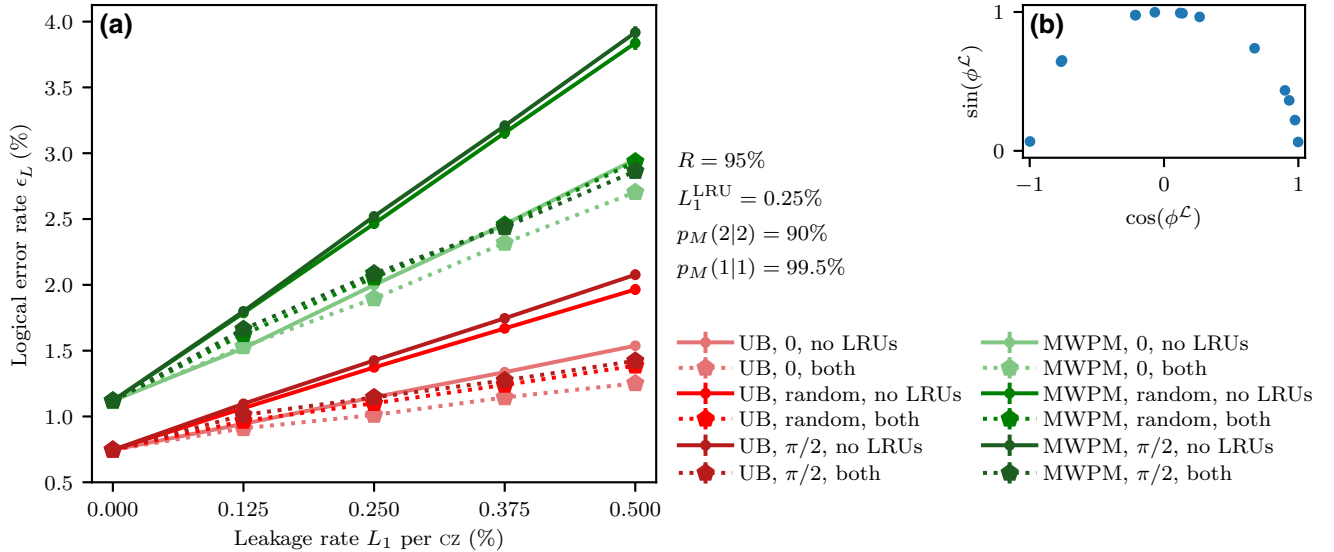 (a)
4.0
3.5
3.0
2.5
2.0
1.5
1.0
0.5
Logical error rate ϵ_L (%)
0.000
0.125
0.250
0.375
0.500
Leakage rate L₁ per CZ (%)
R = 95%
L₁^LRU = 0.25%
p_M(2|2) = 90%
p_M(1|1) = 99.5%
(b)
1
0
sin(ϕ^ℒ)
−1
0
1
cos(ϕ^ℒ)
UB, 0, no LRUs
UB, 0, both
UB, random, no LRUs
UB, random, both
UB, π/2, no LRUs
UB, π/2, both
MWPM, 0, no LRUs
MWPM, 0, both
MWPM, random, no LRUs
MWPM, random, both
MWPM, π/2, no LRUs
MWPM, π/2, both